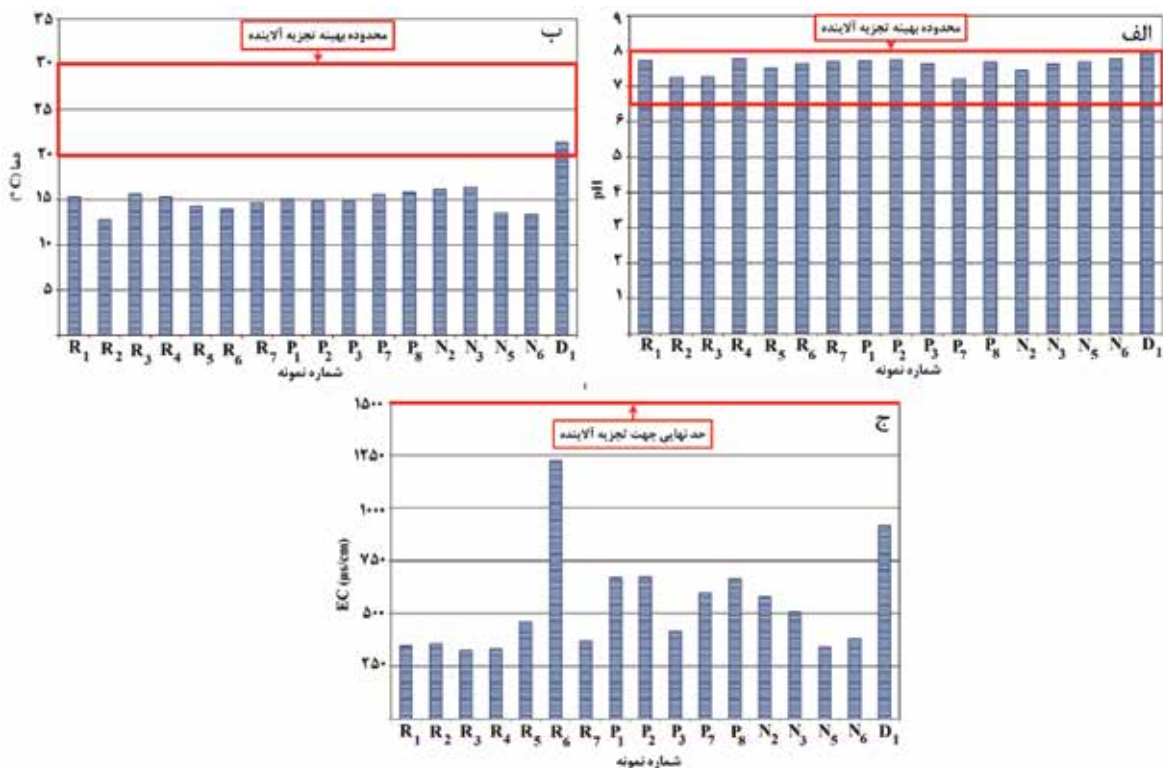 الف
محدوده بهینه تجزیه آلاینده
pH
۹
۸
۷
۶
۵
۴
۳
۲
۱
R1 R2 R3 R4 R5 R6 R7 P1 P2 P3 P7 P8 N2 N3 N5 N6 D1
شماره نمونه
ب
محدوده بهینه تجزیه آلاینده
دما (°C)
۳۵
۳۰
۲۵
۲۰
۱۵
۱۰
۵
R1 R2 R3 R4 R5 R6 R7 P1 P2 P3 P7 P8 N2 N3 N5 N6 D1
شماره نمونه
ج
حد نهایی جهت تجزیه آلاینده
EC (µs/cm)
۱۵۰۰
۱۲۵۰
۱۰۰۰
۷۵۰
۵۰۰
۲۵۰
R1 R2 R3 R4 R5 R6 R7 P1 P2 P3 P7 P8 N2 N3 N5 N6 D1
شماره نمونه